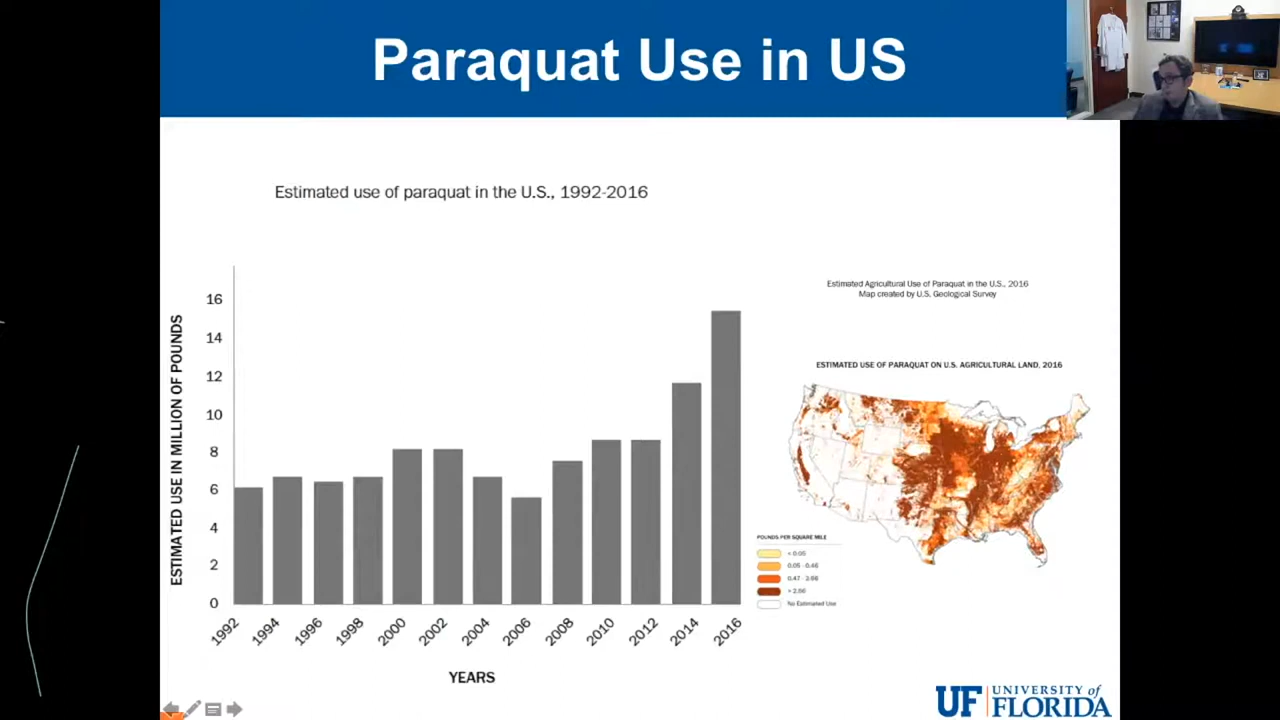 Paraquat Use in US
Estimated use of paraquat in the U.S., 1992-2016
ESTIMATED USE IN MILLION OF POUNDS
16
14
12
10
8
6
4
2
0
1992
1994
1996
1998
2000
2002
2004
2006
2008
2010
2012
2014
2016
YEARS
Estimated Agricultural Use of Paraquat in the U.S., 2016
Map created by U.S. Geological Survey
ESTIMATED USE OF PARAQUAT ON U.S. AGRICULTURAL LAND, 2016
POUNDS PER SQUARE MILE
< 0.05
0.05 - 0.46
0.47 - 2.66
> 2.66
No Estimated Use
UF UNIVERSITY of
FLORIDA